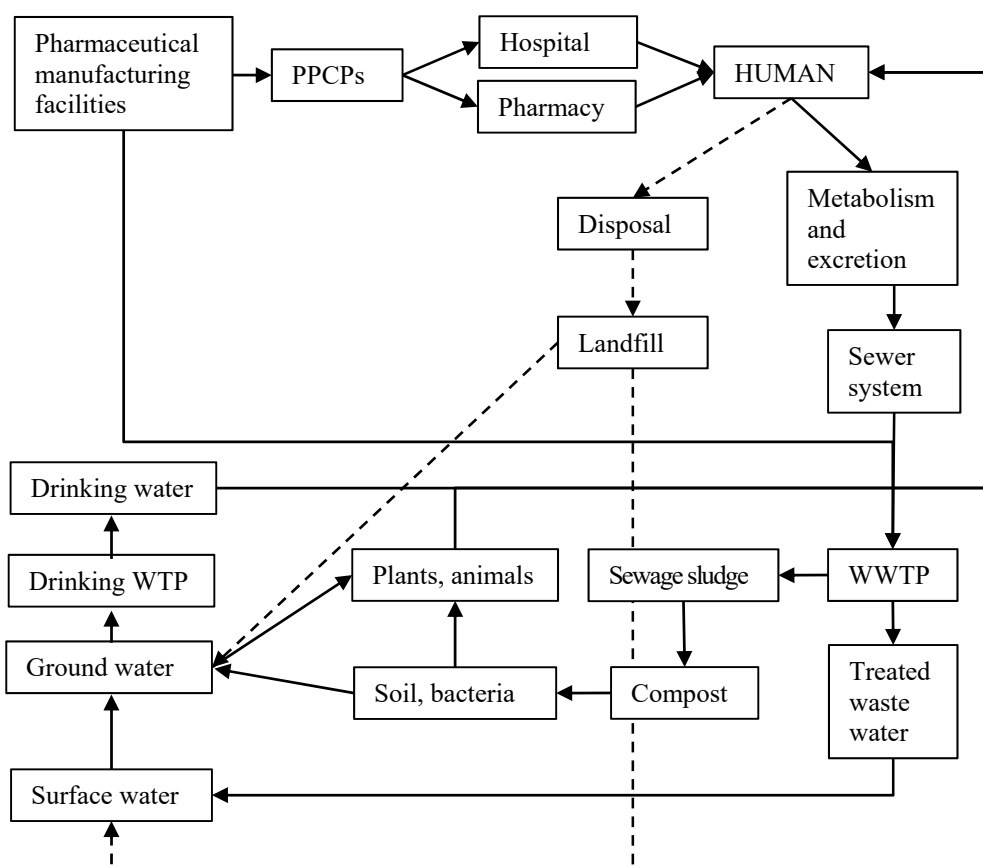 Pharmaceutical
manufacturing
facilities
PPCPs
Hospital
Pharmacy
HUMAN
Disposal
Metabolism
and
excretion
Landfill
Sewer
system
Drinking water
Drinking WTP
Plants, animals
Sewage sludge
WWTP
Ground water
Soil, bacteria
Compost
Treated
waste
water
Surface water